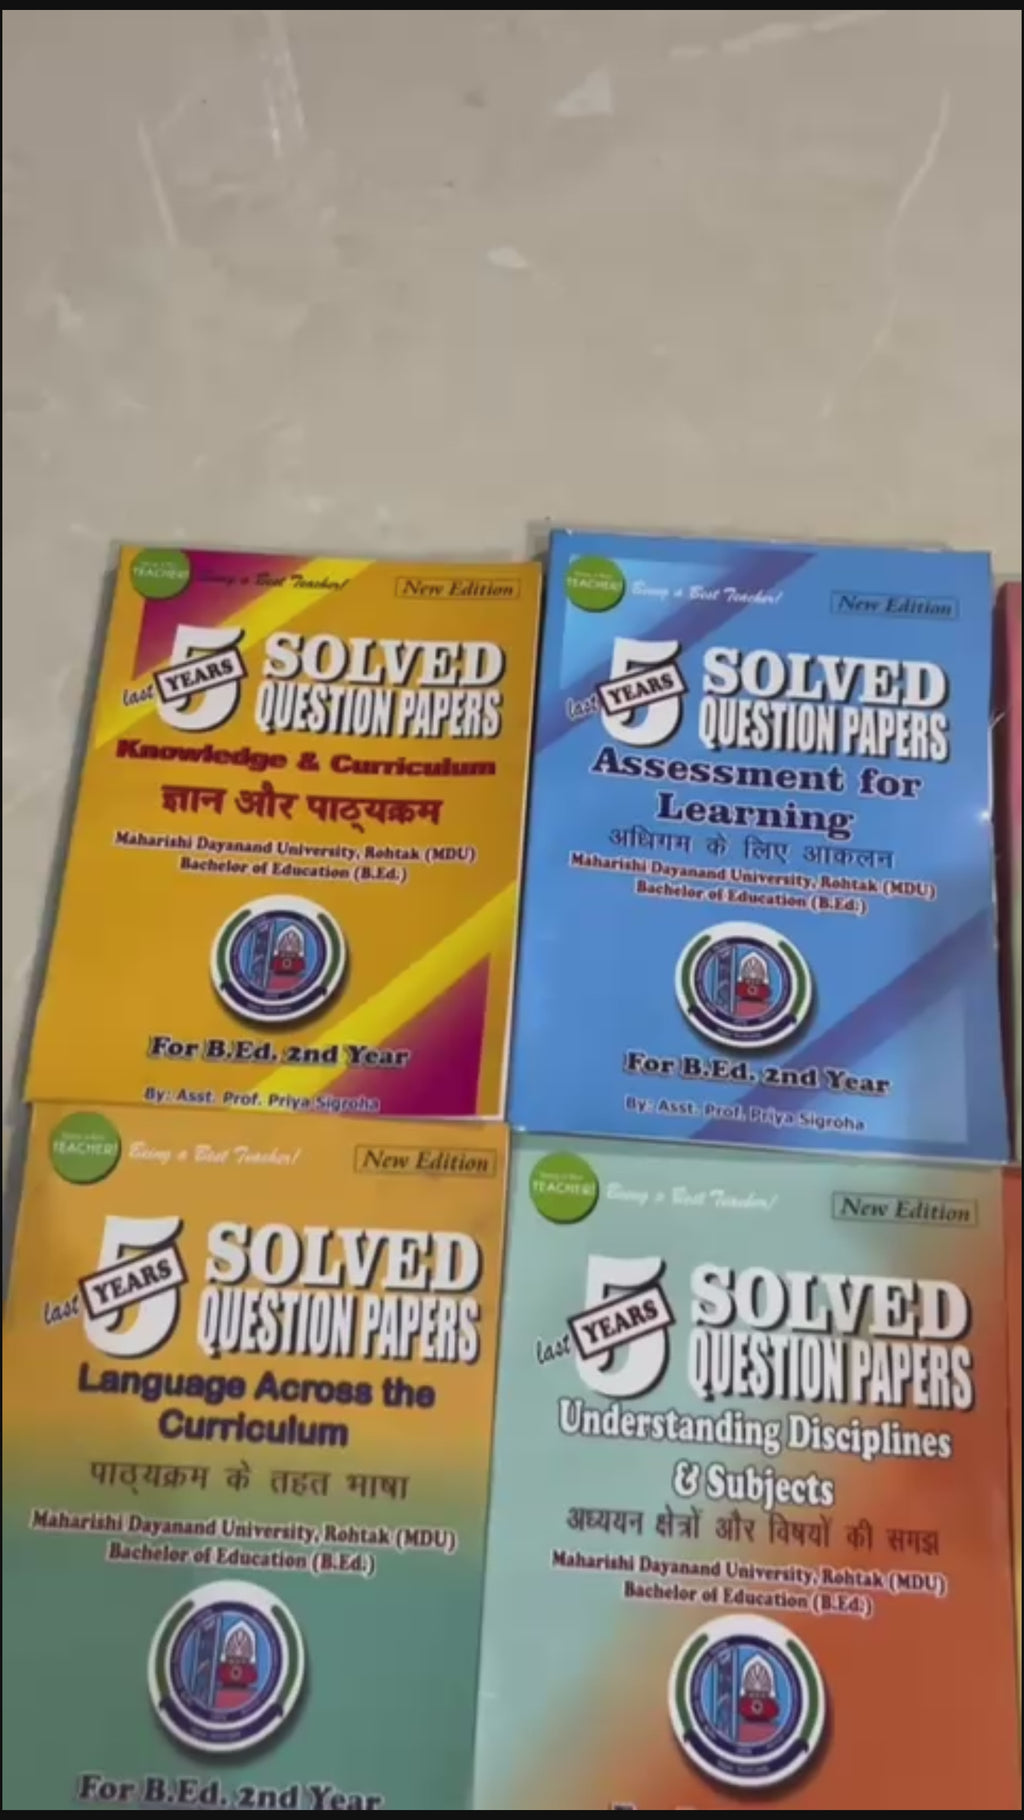 TEACHER!
Being a Best Teacher!
New Edition
last 5 YEARS
SOLVED
QUESTION PAPERS
Knowledge & Curriculum
ज्ञान और पाठ्यक्रम
Maharishi Dayanand University, Rohtak (MDU)
Bachelor of Education (B.Ed.)
For B.Ed. 2nd Year
By: Asst. Prof. Priya Sigroha
TEACHER!
Being a Best Teacher!
New Edition
last 5 YEARS
SOLVED
QUESTION PAPERS
Assessment for
Learning
अधिगम के लिए आकलन
Maharishi Dayanand University, Rohtak (MDU)
Bachelor of Education (B.Ed.)
For B.Ed. 2nd Year
By: Asst. Prof. Priya Sigroha
TEACHER!
Being a Best Teacher!
New Edition
last 5 YEARS
SOLVED
QUESTION PAPERS
Language Across the
Curriculum
पाठ्यक्रम के तहत भाषा
Maharishi Dayanand University, Rohtak (MDU)
Bachelor of Education (B.Ed.)
For B.Ed. 2nd Year
TEACHER!
Being a Best Teacher!
New Edition
last 5 YEARS
SOLVED
QUESTION PAPERS
Understanding Disciplines
& Subjects
अध्ययन क्षेत्रों और विषयों की समझ
Maharishi Dayanand University, Rohtak (MDU)
Bachelor of Education (B.Ed.)